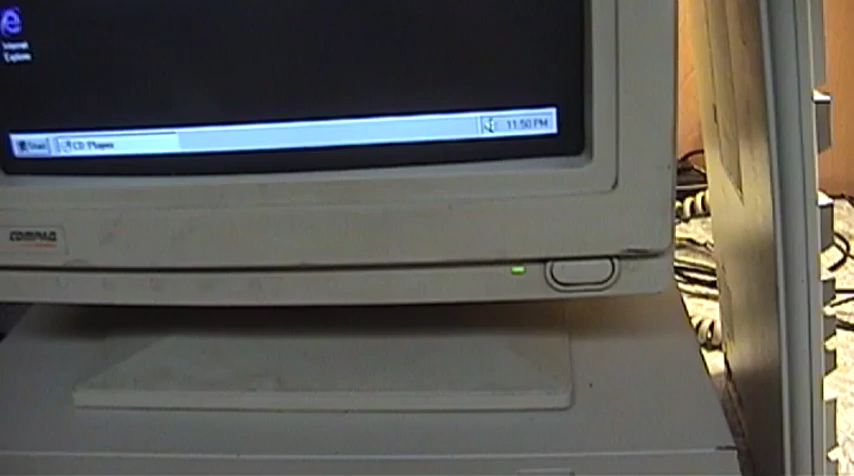 Internet
Explorer
Start
CD Player
11:50 PM
COMPAQ